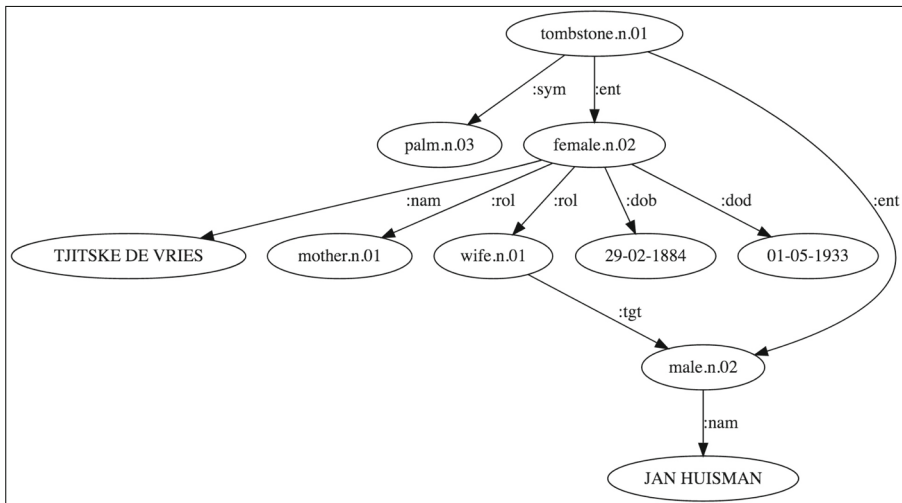 tombstone.n.01
:sym :ent
palm.n.03 female.n.02
:nam :rol :rol :dob :dod :ent
TJITSKE DE VRIES mother.n.01 wife.n.01 29-02-1884 01-05-1933
:tgt
male.n.02
:nam
JAN HUISMAN